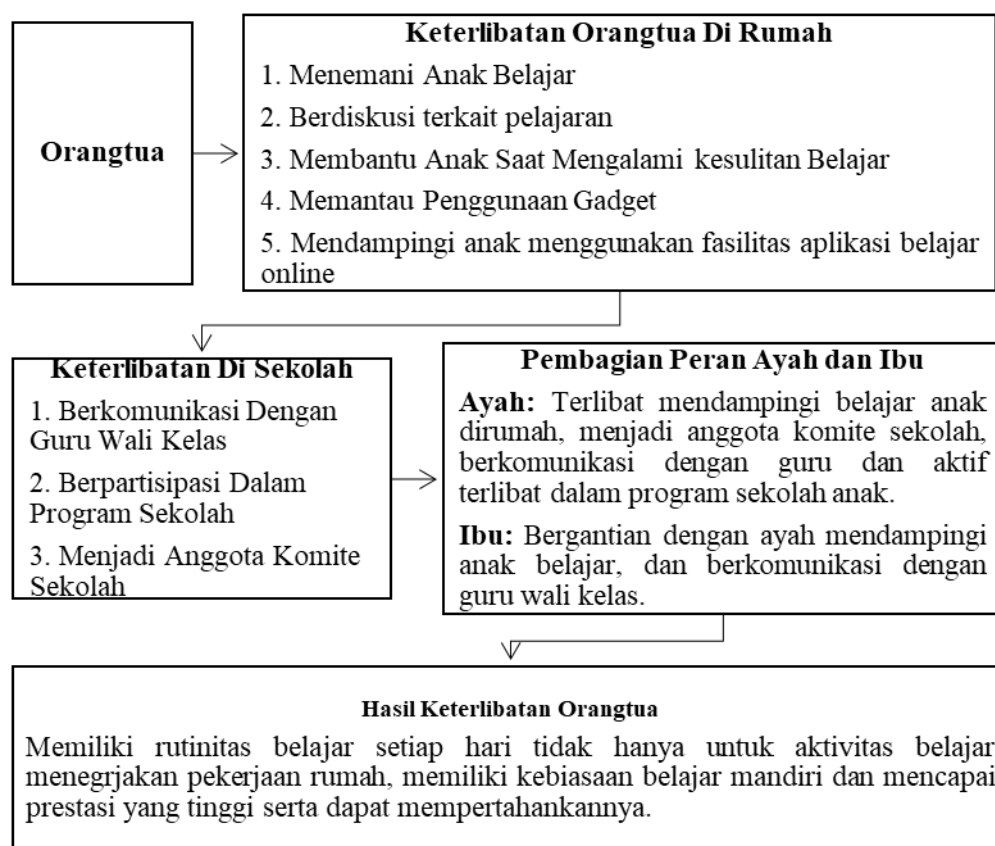 Orangtua
Keterlibatan Orangtua Di Rumah
1. Menemani Anak Belajar
2. Berdiskusi terkait pelajaran
3. Membantu Anak Saat Mengalami kesulitan Belajar
4. Memantau Penggunaan Gadget
5. Mendampingi anak menggunakan fasilitas aplikasi belajar
online
Keterlibatan Di Sekolah
1. Berkomunikasi Dengan
Guru Wali Kelas
2. Berpartisipasi Dalam
Program Sekolah
3. Menjadi Anggota Komite
Sekolah
Pembagian Peran Ayah dan Ibu
Ayah: Terlibat mendampingi belajar anak
dirumah, menjadi anggota komite sekolah,
berkomunikasi dengan guru dan aktif
terlibat dalam program sekolah anak.
Ibu: Bergantian dengan ayah mendampingi
anak belajar, dan berkomunikasi dengan
guru wali kelas.
Hasil Keterlibatan Orangtua
Memiliki rutinitas belajar setiap hari tidak hanya untuk aktivitas belajar
menegrjakan pekerjaan rumah, memiliki kebiasaan belajar mandiri dan mencapai
prestasi yang tinggi serta dapat mempertahankannya.